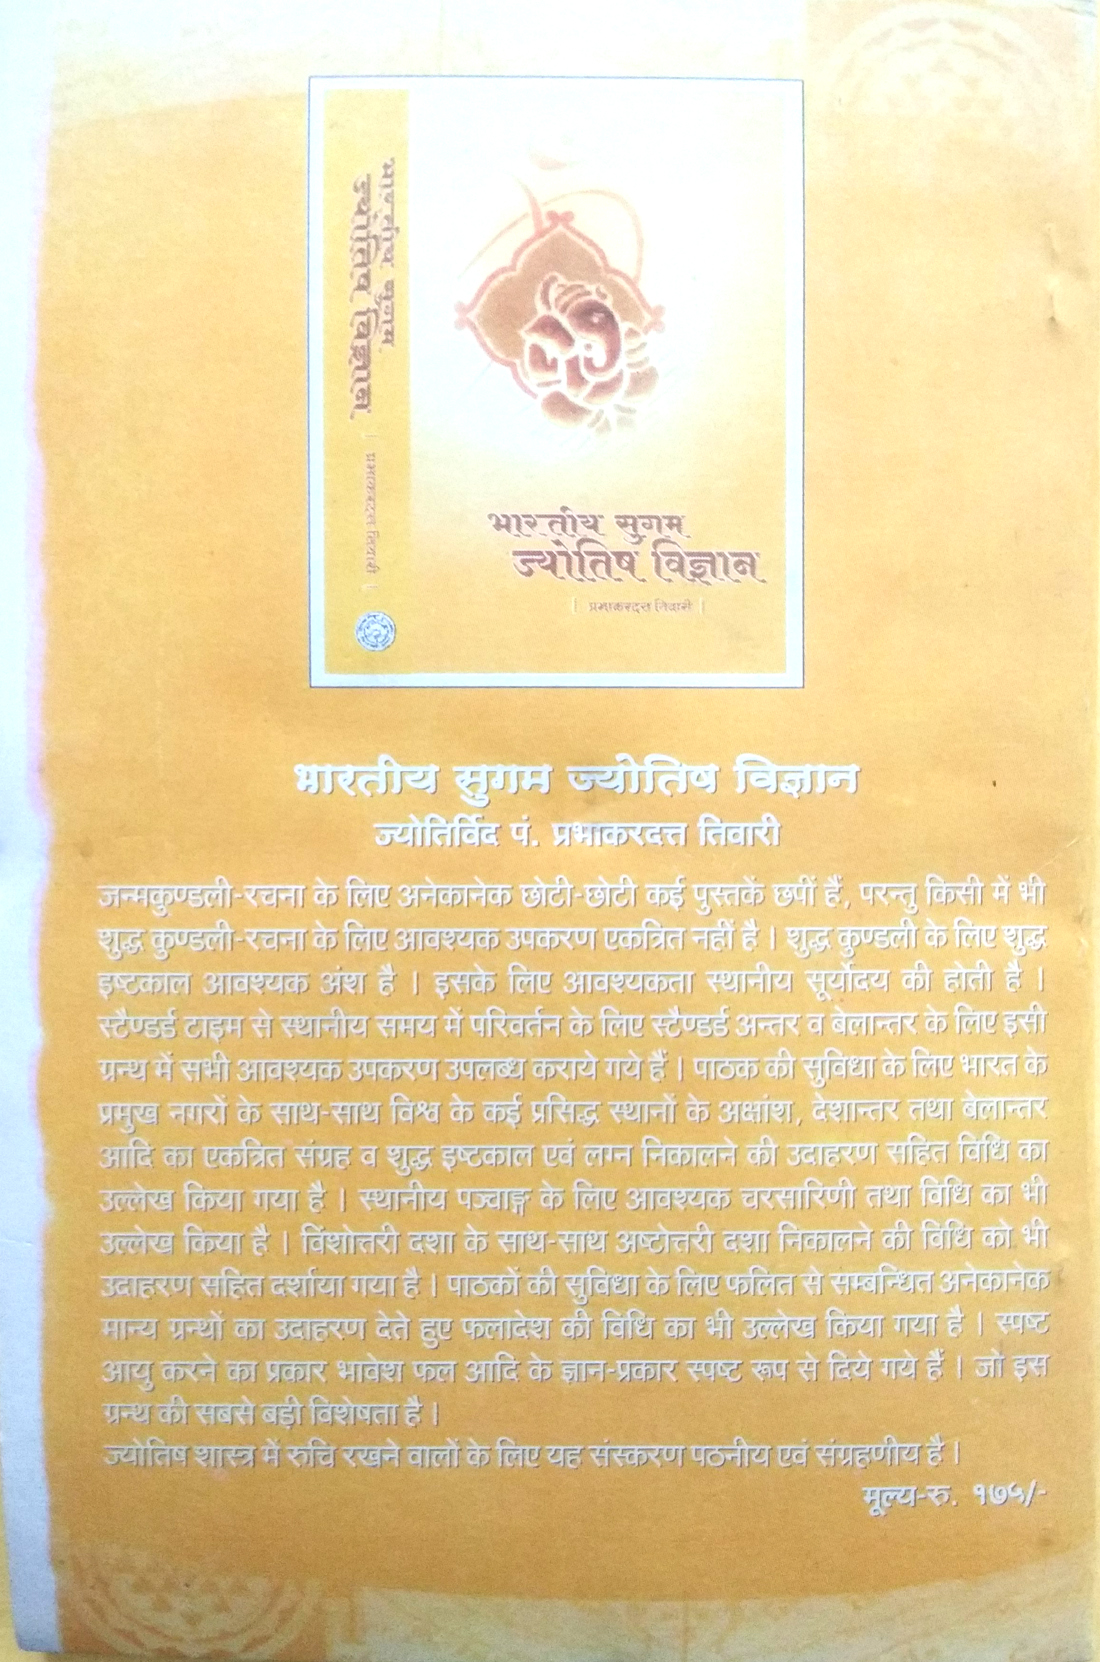 भारतीय सुगम
ज्योतिष विज्ञान
| प्रभाकरदत्त तिवारी |
भारतीय सुगम
ज्योतिष विज्ञान
| प्रभाकरदत्त तिवारी |
भारतीय सुगम ज्योतिष विज्ञान
ज्योतिर्विद पं. प्रभाकरदत्त तिवारी
जन्मकुण्डली-रचना के लिए अनेकानेक छोटी-छोटी कई पुस्तकें छपीं हैं, परन्तु किसी में भी
शुद्ध कुण्डली-रचना के लिए आवश्यक उपकरण एकत्रित नहीं है । शुद्ध कुण्डली के लिए शुद्ध
इष्टकाल आवश्यक अंश है । इसके लिए आवश्यकता स्थानीय सूर्योदय की होती है ।
स्टैण्डर्ड टाइम से स्थानीय समय में परिवर्तन के लिए स्टैण्डर्ड अन्तर व बेलान्तर के लिए इसी
ग्रन्थ में सभी आवश्यक उपकरण उपलब्ध कराये गये हैं । पाठक की सुविधा के लिए भारत के
प्रमुख नगरों के साथ-साथ विश्व के कई प्रसिद्ध स्थानों के अक्षांश, देशान्तर तथा बेलान्तर
आदि का एकत्रित संग्रह व शुद्ध इष्टकाल एवं लग्न निकालने की उदाहरण सहित विधि का
उल्लेख किया गया है । स्थानीय पञ्चाङ्ग के लिए आवश्यक चरसारिणी तथा विधि का भी
उल्लेख किया है । विंशोत्तरी दशा के साथ-साथ अष्टोत्तरी दशा निकालने की विधि को भी
उदाहरण सहित दर्शाया गया है । पाठकों की सुविधा के लिए फलित से सम्बन्धित अनेकानेक
मान्य ग्रन्थों का उदाहरण देते हुए फलादेश की विधि का भी उल्लेख किया गया है । स्पष्ट
आयु करने का प्रकार भावेश फल आदि के ज्ञान-प्रकार स्पष्ट रूप से दिये गये हैं । जो इस
ग्रन्थ की सबसे बड़ी विशेषता है ।
ज्योतिष शास्त्र में रुचि रखने वालों के लिए यह संस्करण पठनीय एवं संग्रहणीय है ।
मूल्य-रु. १७५/-